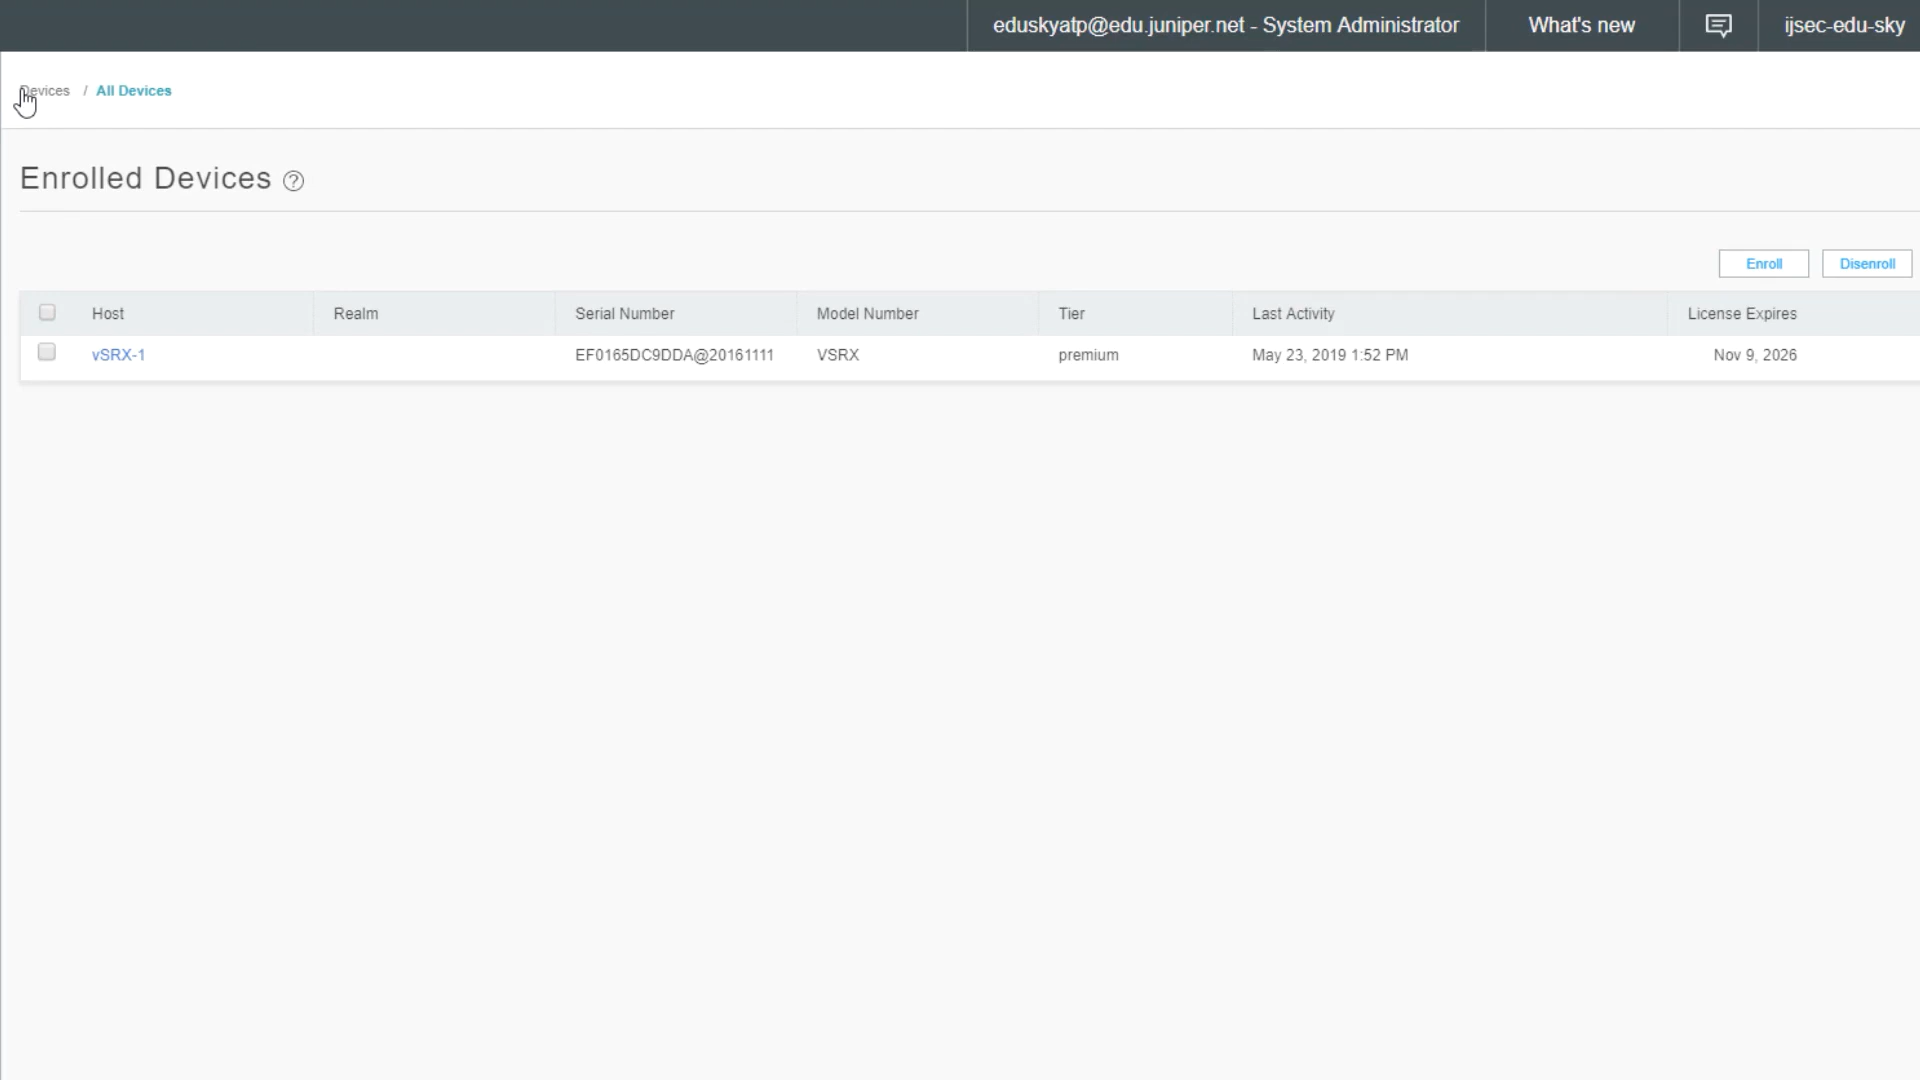 eduskyatp@edu.juniper.net - System Administrator What's new ijsec-edu-sky
Devices / All Devices
Enrolled Devices ?
Enroll Disenroll
Host Realm Serial Number Model Number Tier Last Activity License Expires
vSRX-1 EF0165DC9DDA@20161111 VSRX premium May 23, 2019 1:52 PM Nov 9, 2026